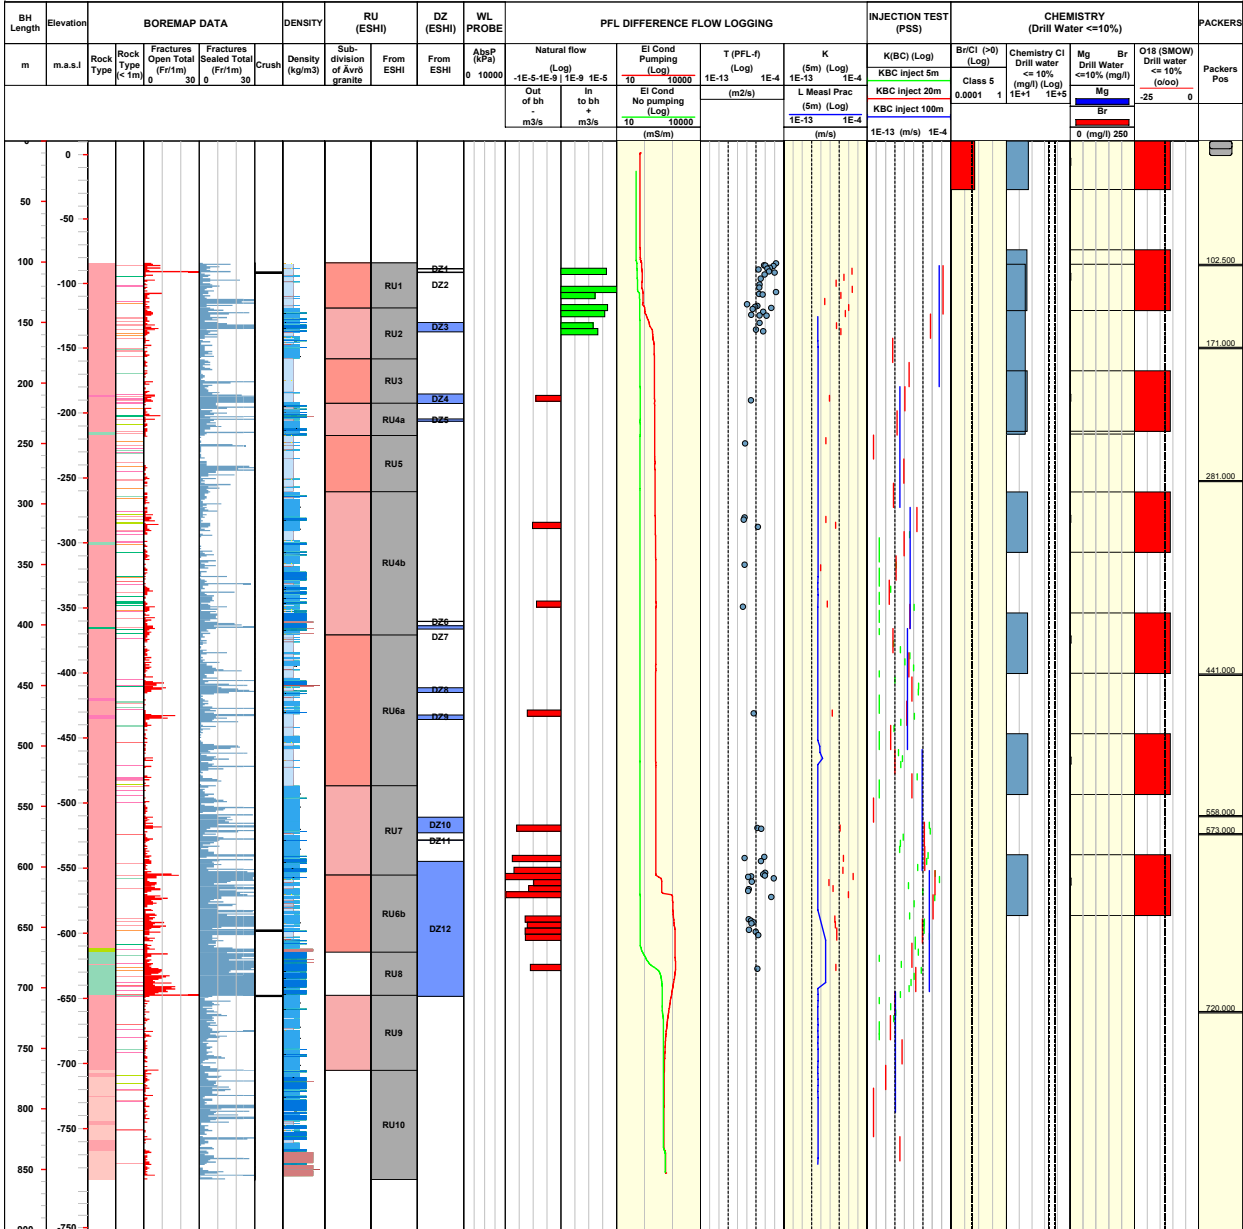 BH Length
Elevation
BOREMAP DATA
DENSITY
RU (ESHI)
DZ (ESHI)
WL PROBE
PFL DIFFERENCE FLOW LOGGING
INJECTION TEST (PSS)
CHEMISTRY (Drill Water <=10%)
PACKERS
m
m.a.s.l
Rock Type
Rock Type (< 1m)
Fractures Open Total (Fr/1m)
0 30
Fractures Sealed Total (Fr/1m)
0 30
Crush
Density (kg/m3)
Sub-division of Ävrö granite
From ESHI
From ESHI
AbsP (kPa)
0 10000
Natural flow
(Log)
-1E-5-1E-9 | 1E-9 1E-5
Out of bh - m3/s
In to bh + m3/s
El Cond Pumping (Log)
10 10000
El Cond No pumping (Log)
10 10000
(mS/m)
T (PFL-f)
(Log)
1E-13 1E-4
(m2/s)
K
(5m) (Log)
1E-13 1E-4
L Measl Prac
(5m) (Log)
1E-13 1E-4
(m/s)
K(BC) (Log)
KBC inject 5m
KBC inject 20m
KBC inject 100m
1E-13 (m/s) 1E-4
Br/Cl (>0) (Log)
Class 5
0.0001 1
Chemistry Cl Drill water <= 10% (mg/l) (Log)
1E+1 1E+5
Mg Br
Drill Water <=10% (mg/l)
Mg
Br
0 (mg/l) 250
O18 (SMOW) Drill water <= 10% (o/oo)
-25 0
Packers Pos
0
50
100
150
200
250
300
350
400
450
500
550
600
650
700
750
800
850
0
-50
-100
-150
-200
-250
-300
-350
-400
-450
-500
-550
-600
-650
-700
-750
RU1
RU2
RU3
RU4a
RU5
RU4b
RU6a
RU7
RU6b
RU8
RU9
RU10
DZ1
DZ2
DZ3
DZ4
DZ5
DZ6
DZ7
DZ8
DZ9
DZ10
DZ11
DZ12
102.500
171.000
281.000
441.000
558.000
573.000
720.000